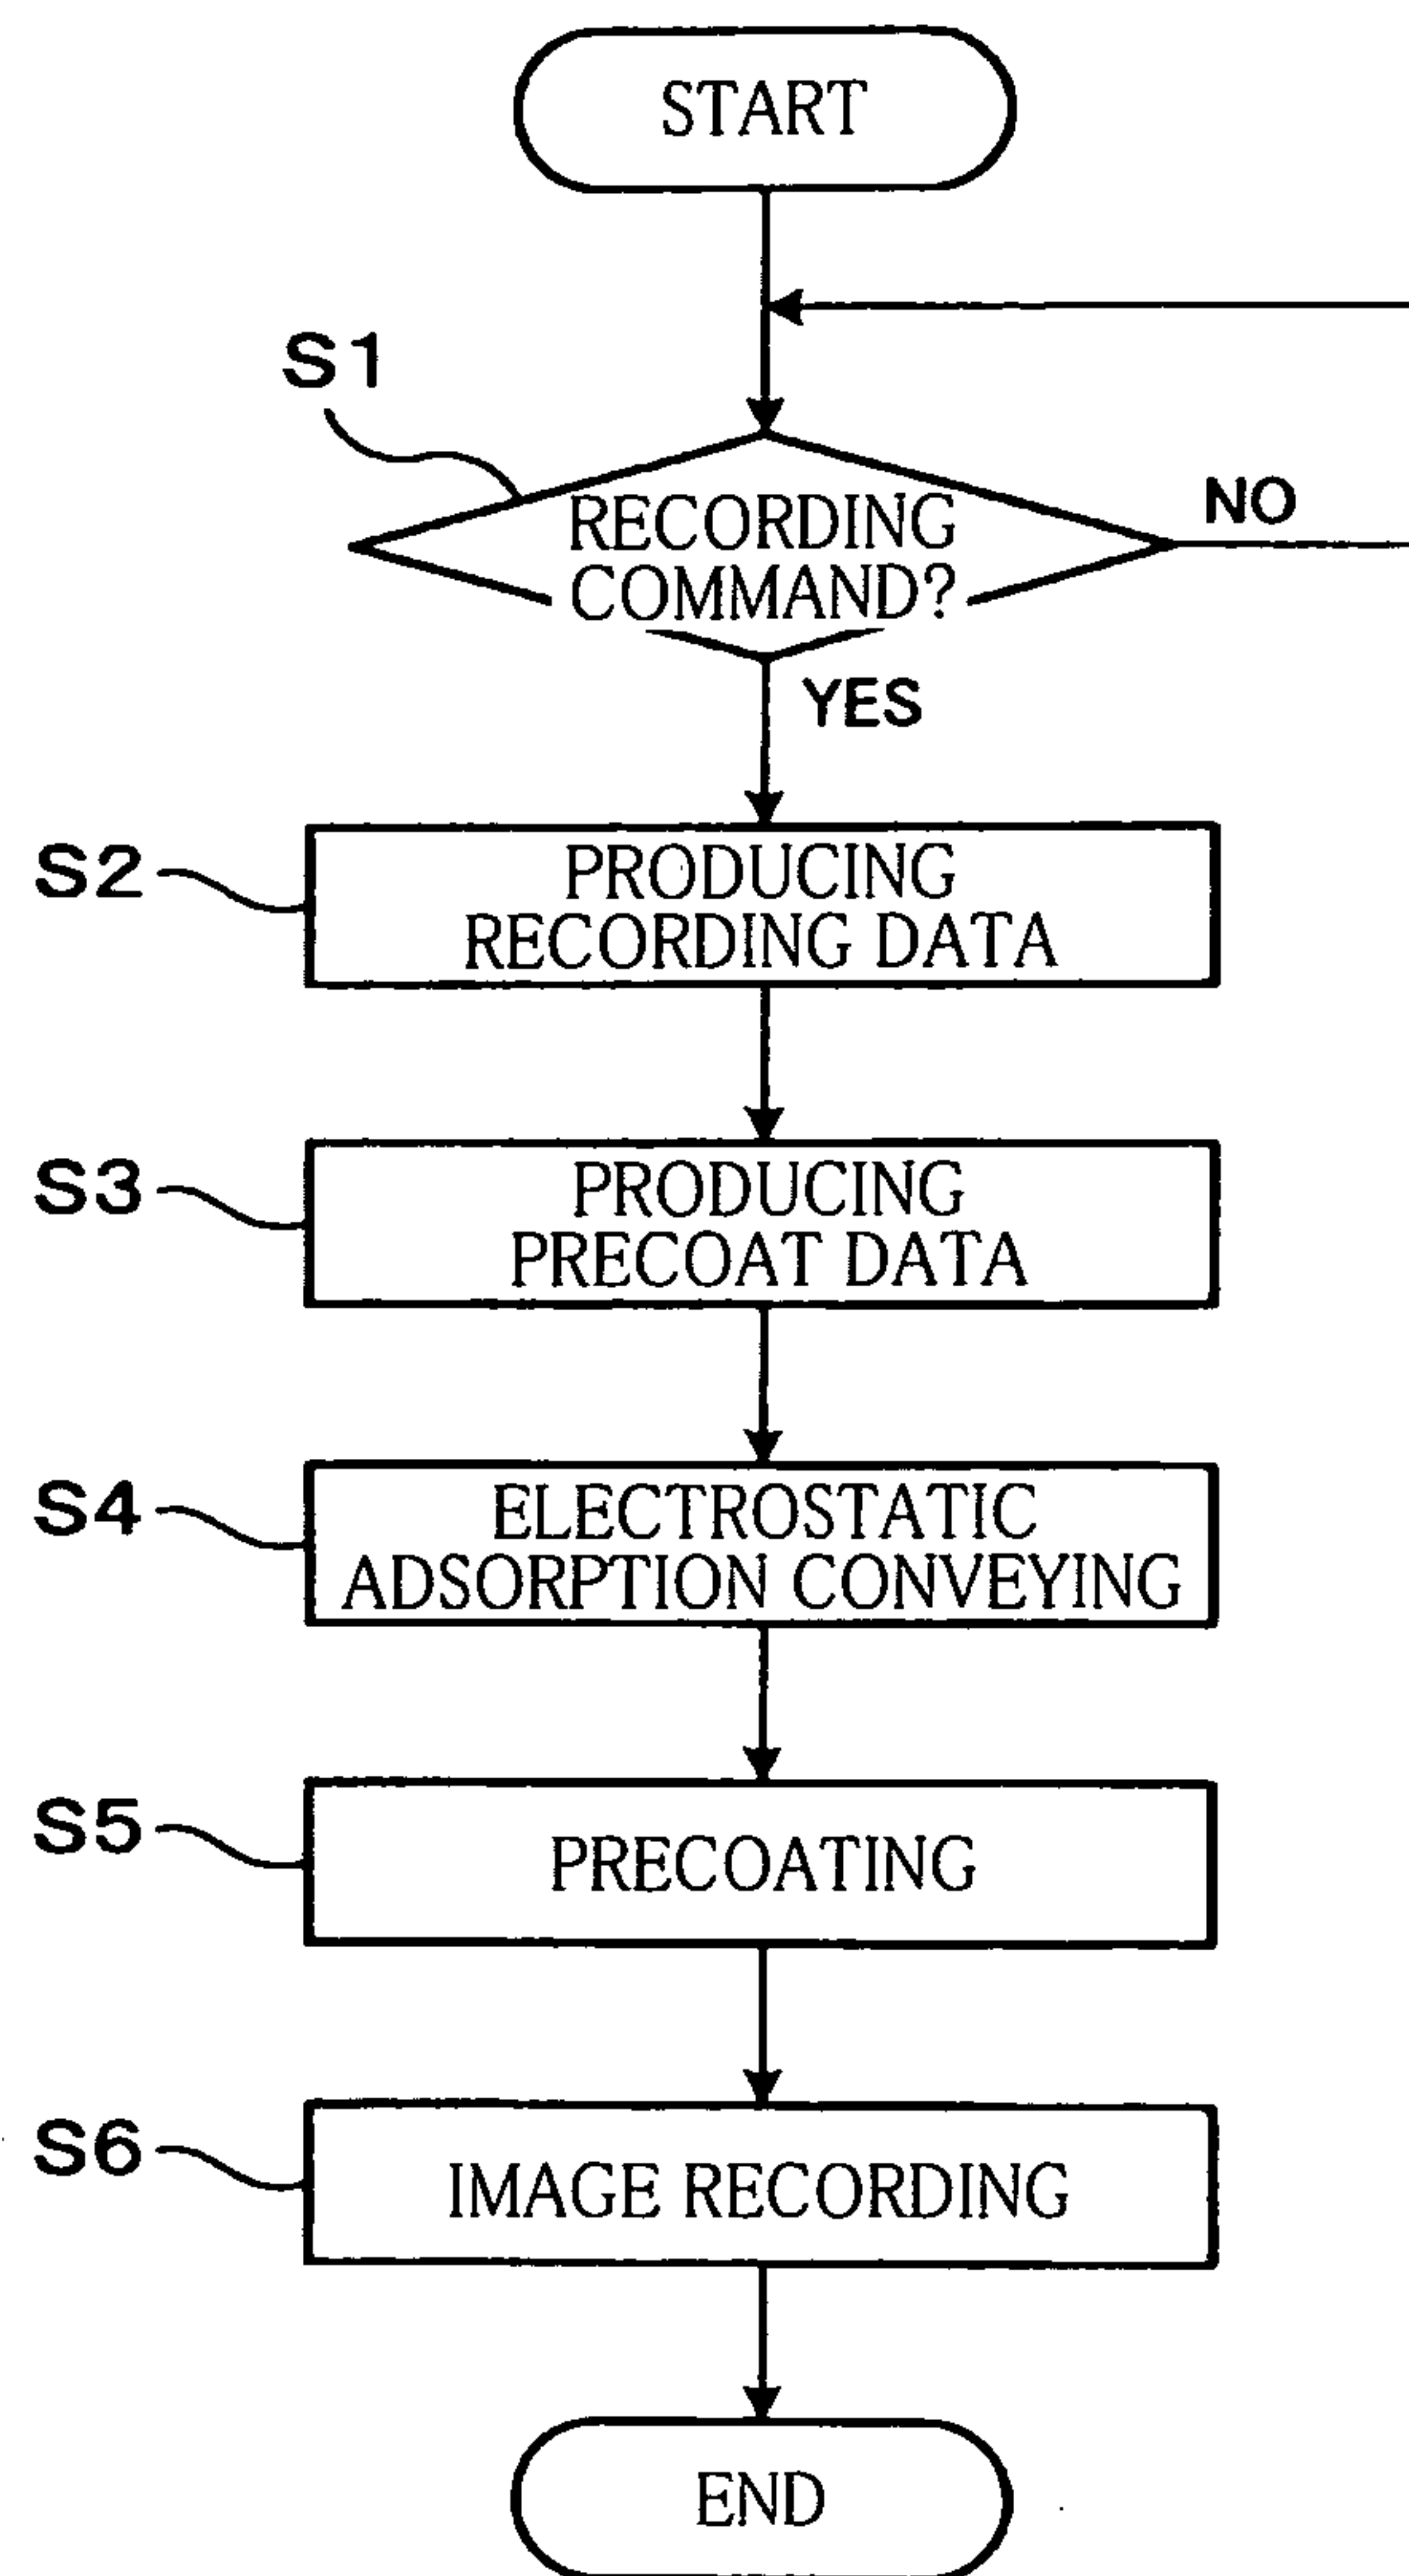 START
S1
RECORDING
COMMAND?
NO
YES
S2
PRODUCING
RECORDING DATA
S3
PRODUCING
PRECOAT DATA
S4
ELECTROSTATIC
ADSORPTION CONVEYING
S5
PRECOATING
S6
IMAGE RECORDING
END